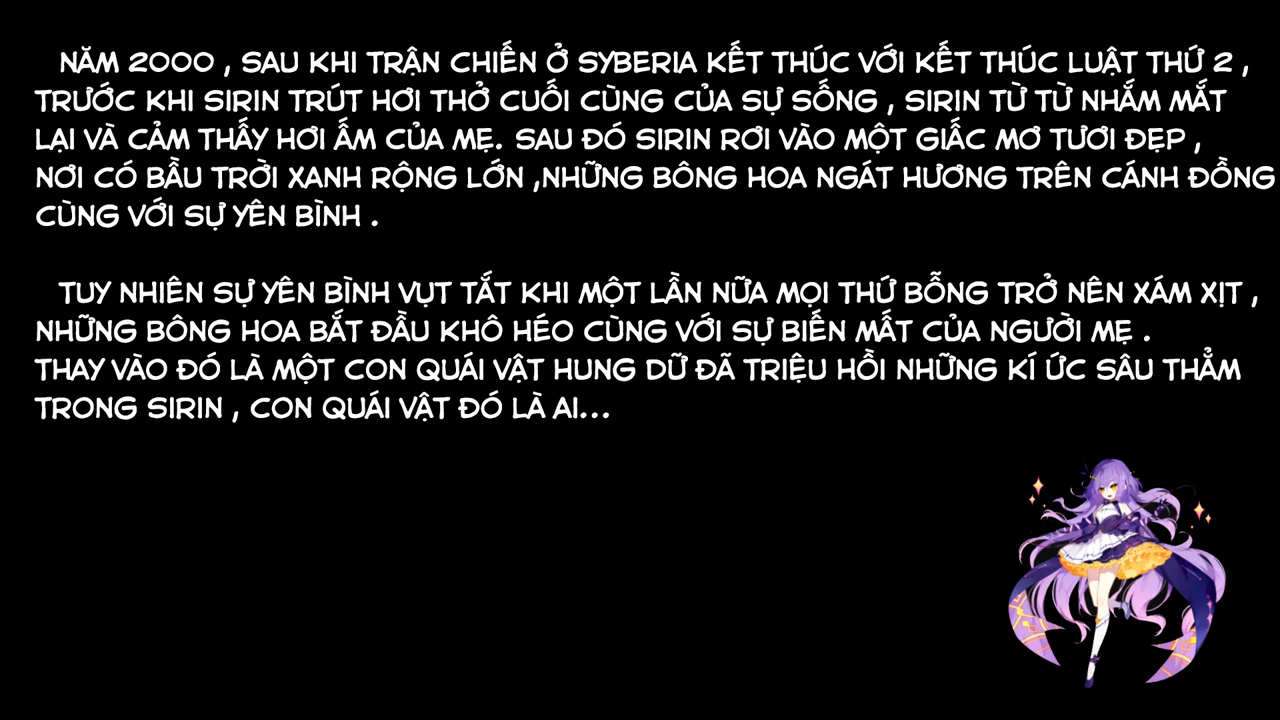 NĂM 2000 , SAU KHI TRẬN CHIẾN Ở SYBERIA KẾT THÚC VỚI KẾT THÚC LUẬT THỨ 2 ,
TRƯỚC KHI SIRIN TRÚT HƠI THỞ CUỐI CÙNG CỦA SỰ SỐNG , SIRIN TỪ TỪ NHẮM MẮT
LẠI VÀ CẢM THẤY HƠI ẤM CỦA MẸ. SAU ĐÓ SIRIN RƠI VÀO MỘT GIẤC MƠ TƯƠI ĐẸP ,
NƠI CÓ BẦU TRỜI XANH RỘNG LỚN ,NHỮNG BÔNG HOA NGÁT HƯƠNG TRÊN CÁNH ĐỒNG
CÙNG VỚI SỰ YÊN BÌNH .
TUY NHIÊN SỰ YÊN BÌNH VỤT TẮT KHI MỘT LẦN NỮA MỌI THỨ BỖNG TRỞ NÊN XÁM XỊT ,
NHỮNG BÔNG HOA BẮT ĐẦU KHÔ HÉO CÙNG VỚI SỰ BIẾN MẤT CỦA NGƯỜI MẸ .
THAY VÀO ĐÓ LÀ MỘT CON QUÁI VẬT HUNG DỮ ĐÃ TRIỆU HỒI NHỮNG KÍ ỨC SÂU THẲM
TRONG SIRIN , CON QUÁI VẬT ĐÓ LÀ AI...